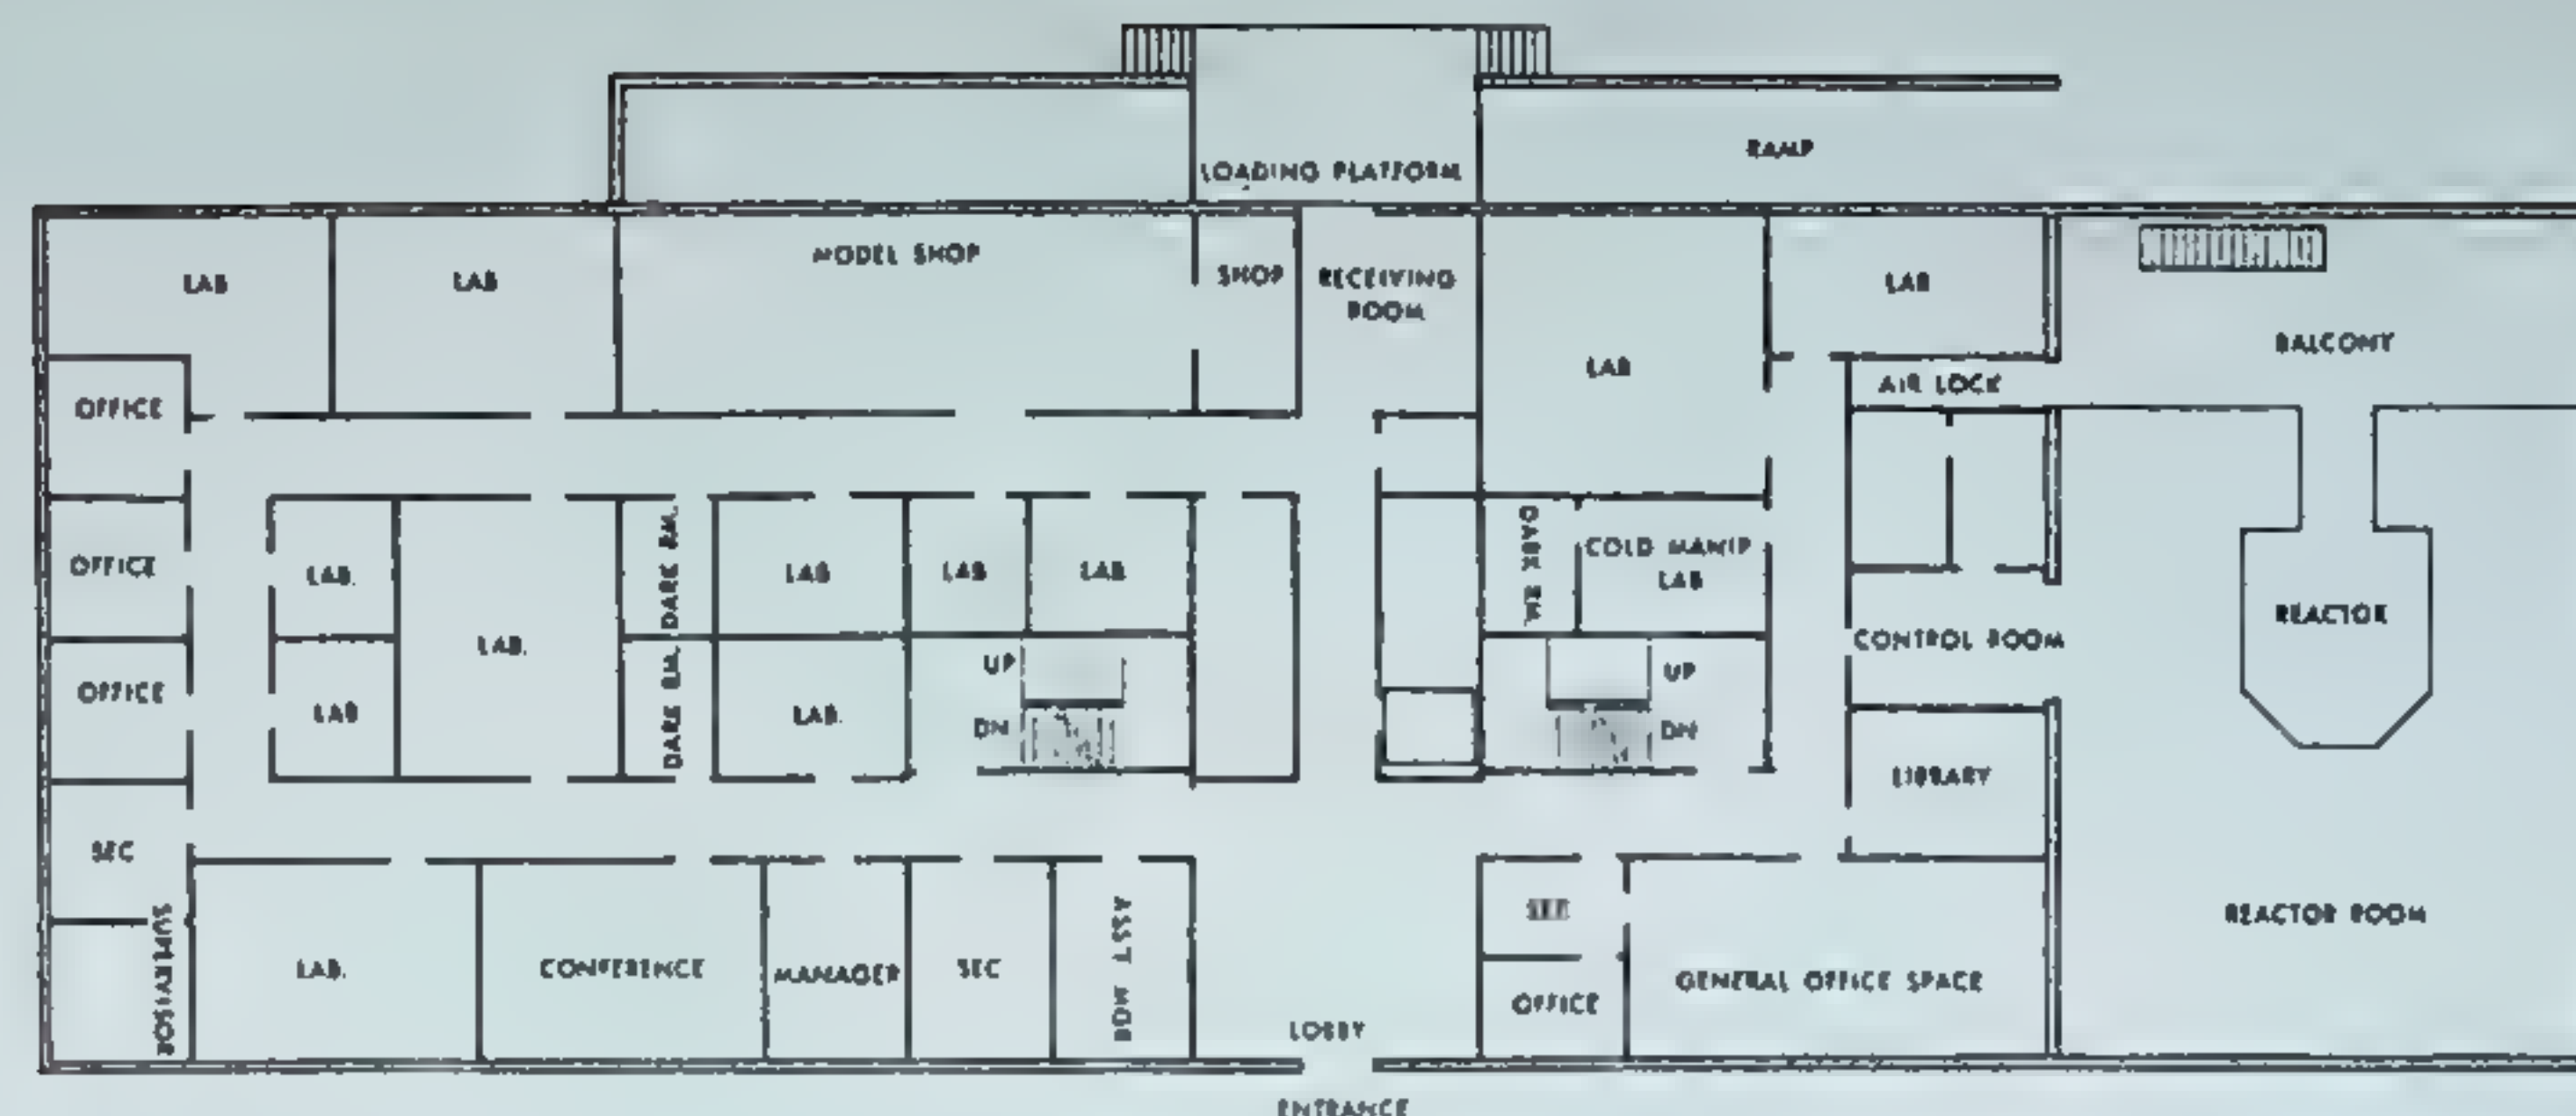 LOADING PLATFORM
RAMP
LAB
LAB
MODEL SHOP
SHOP
RECEIVING
ROOM
LAB
LAB
BALCONY
AIR LOCK
OFFICE
OFFICE
OFFICE
LAB.
LAB
LAB.
DARK RM.
DARK RM.
LAB
LAB
LAB
LAB.
UP
DN
DARK RM
COLD MANIP
LAB
UP
DN
CONTROL ROOM
REACTOR
LIBRARY
SEC
SUPERVISOR
LAB.
CONFERENCE
MANAGER
SEC
ASST MGR
LOBBY
SEC
OFFICE
GENERAL OFFICE SPACE
REACTOR ROOM
ENTRANCE